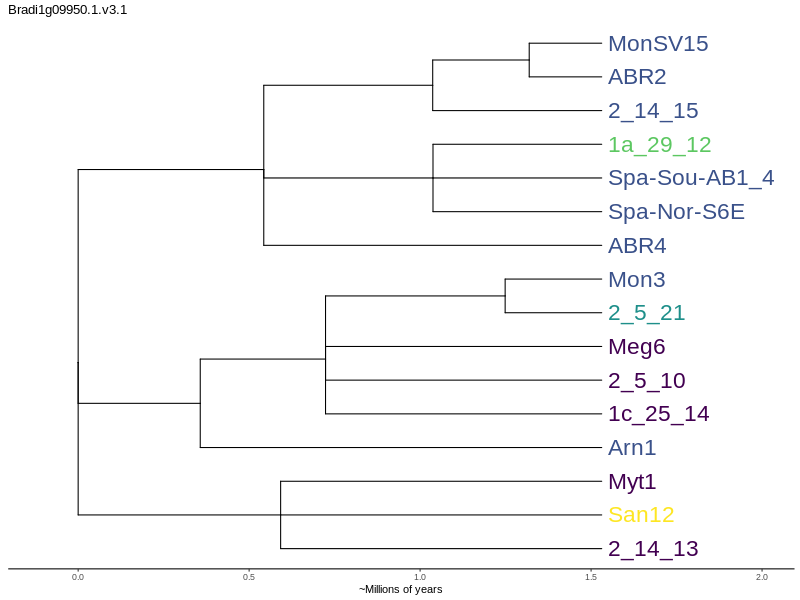 Bradi1g09950.1.v3.1
MonSV15
ABR2
2_14_15
1a_29_12
Spa-Sou-AB1_4
Spa-Nor-S6E
ABR4
Mon3
2_5_21
Meg6
2_5_10
1c_25_14
Arn1
Myt1
San12
2_14_13
0.0 0.5 1.0 1.5 2.0
~Millions of years